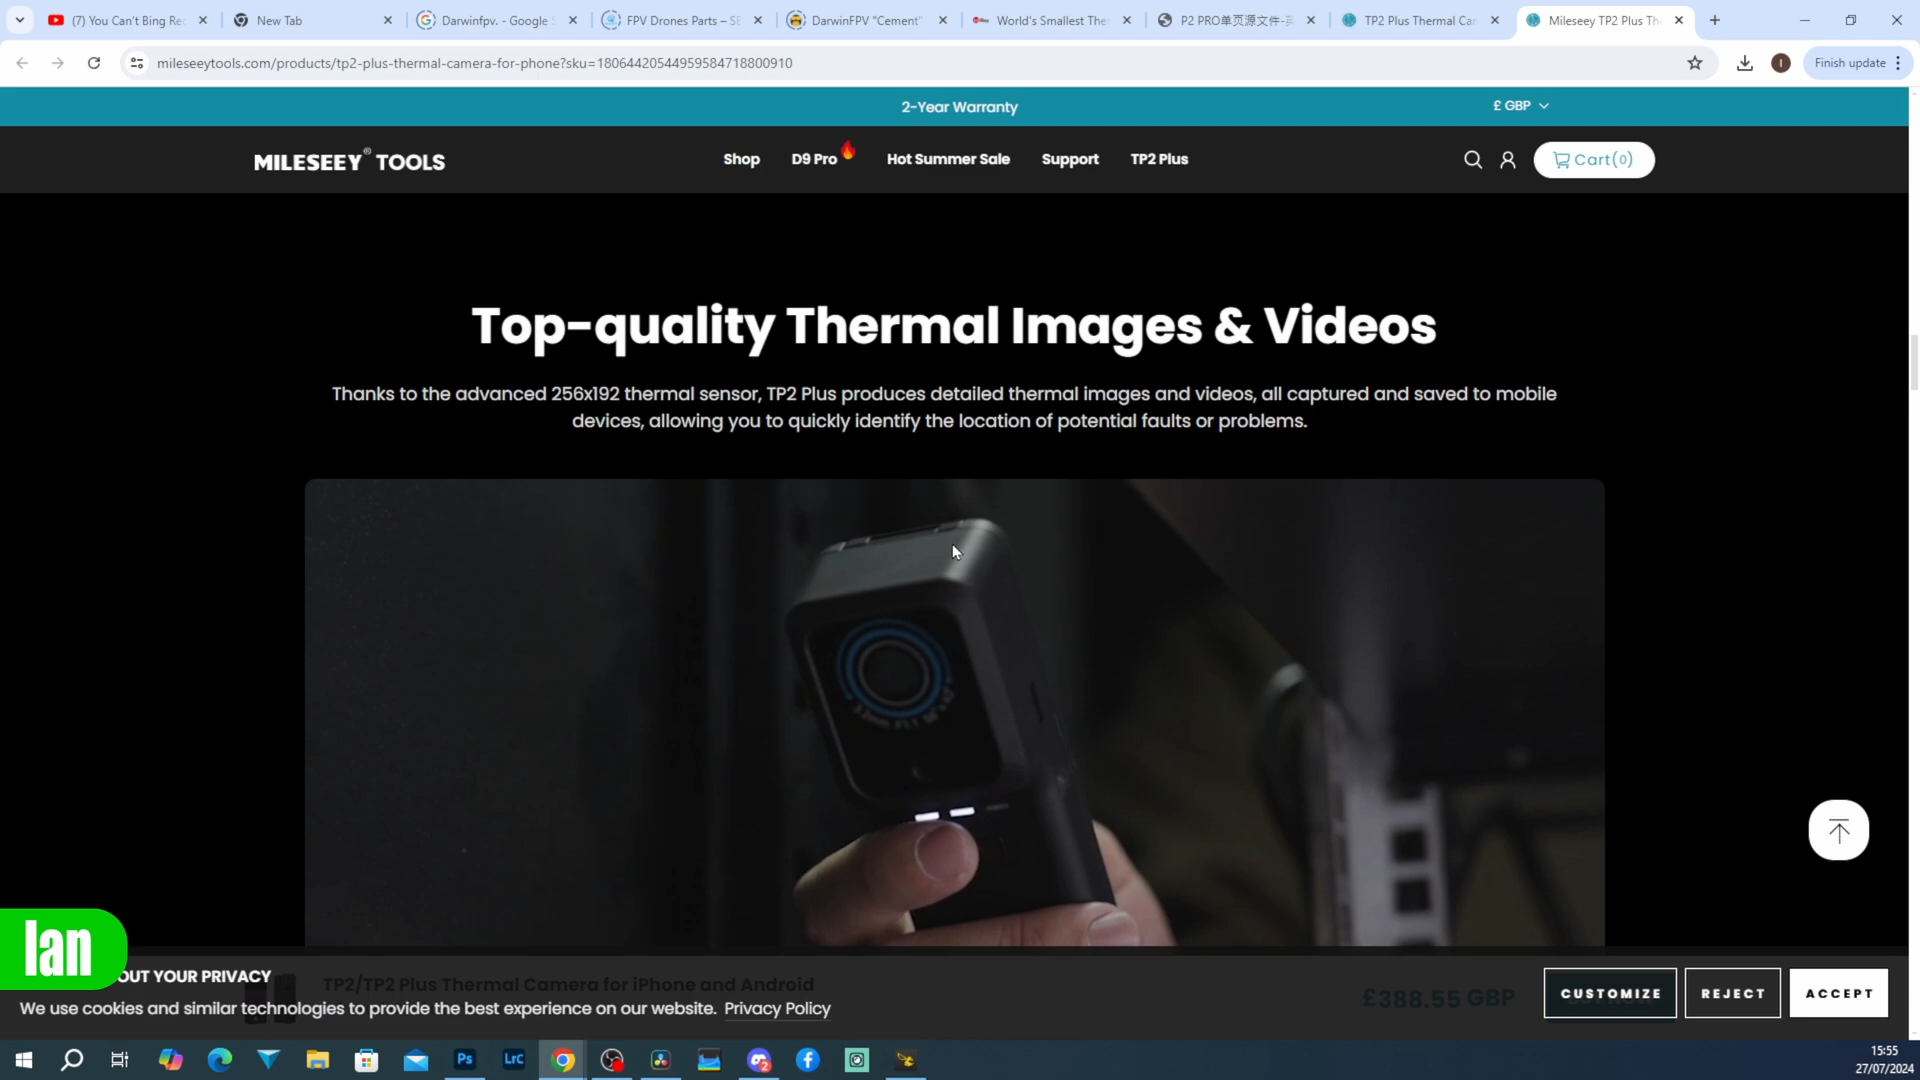 (7) You Can't Bing Rec
New Tab
Darwinfpv. - Google S
FPV Drones Parts – SE
DarwinFPV "Cement"
World's Smallest The
P2 PRO单页源文件-英
TP2 Plus Thermal Ca
Mileseey TP2 Plus Th
mileseeytools.com/products/tp2-plus-thermal-camera-for-phone?sku=18064420544959584718800910
Finish update
2-Year Warranty
£ GBP
MILESEEY® TOOLS
Shop
D9 Pro
Hot Summer Sale
Support
TP2 Plus
Cart(0)
Top-quality Thermal Images & Videos
Thanks to the advanced 256x192 thermal sensor, TP2 Plus produces detailed thermal images and videos, all captured and saved to mobile
devices, allowing you to quickly identify the location of potential faults or problems.
Ian
OUT YOUR PRIVACY
TP2/TP2 Plus Thermal Camera for iPhone and Android
We use cookies and similar technologies to provide the best experience on our website. Privacy Policy
£388.55 GBP
CUSTOMIZE
REJECT
ACCEPT
Ps
LrC
2
15:55
27/07/2024